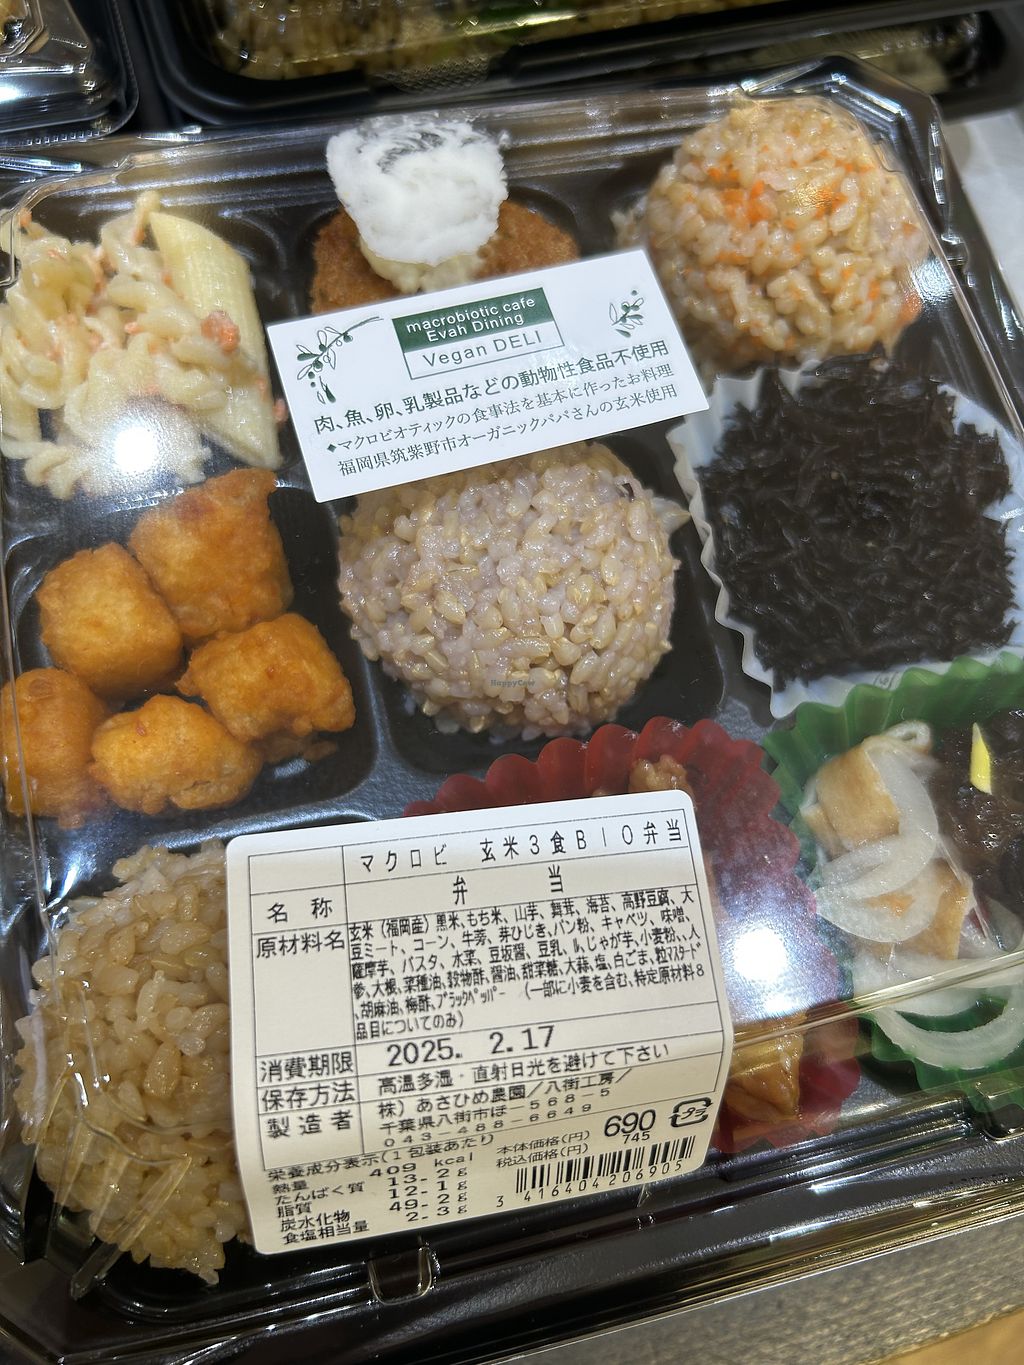 macrobiotic cafe
Evah Dining
Vegan DELI
肉、魚、卵、乳製品などの動物性食品不使用
◆マクロビオティックの食事法を基本に作ったお料理
福岡県筑紫野市オーガニックパパさんの玄米使用
HappyCow
マクロビ 玄米3食BIO弁当
名称 弁当
原材料名 玄米(福岡産)黒米、もち米、山芋、舞茸、海苔、高野豆腐、大
豆ミート、コーン、牛蒡、芽ひじき、パン粉、キャベツ、味噌、
薩摩芋、パスタ、水菜、豆板醤、豆乳、ル、じゃが芋、小麦粉、、人
参、大根、菜種油、穀物酢、醤油、甜菜糖、大蒜、塩、白ごま、粒マスタード
、胡麻油、梅酢、ブラックペッパー /(一部に小麦を含む、特定原材料8
品目についてのみ)
消費期限 2025. 2.17
保存方法 高温多湿・直射日光を避けて下さい
製造者 株)あさひめ農園/八街工房/
千葉県八街市ほ-568-5
043-488-6649
栄養成分表示(1包装あたり)
熱量 409 kcal
たんぱく質 13.2g
脂質 12.1g
炭水化物 49.2g
食塩相当量 2.3g
本体価格(円) 690
税込価格(円) 745
プラ
3 416404 206905